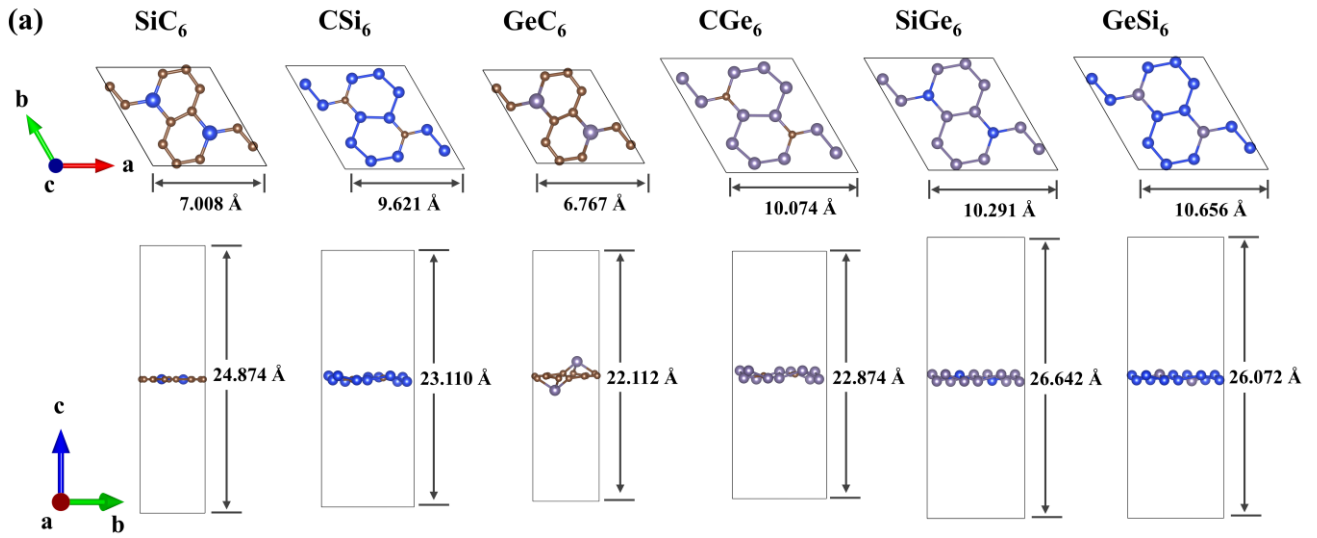 (a)
SiC6 CSi6 GeC6 CGe6 SiGe6 GeSi6
b
a
c
7.008 Å 9.621 Å 6.767 Å 10.074 Å 10.291 Å 10.656 Å
24.874 Å 23.110 Å 22.112 Å 22.874 Å 26.642 Å 26.072 Å
c
a
b